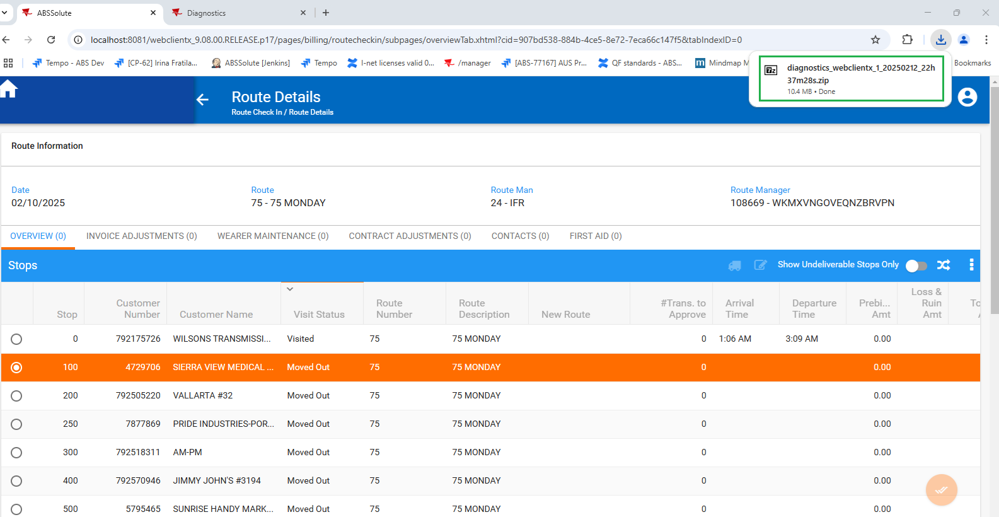 ABSSolute
Diagnostics
localhost:8081/webclientx_9.08.00.RELEASE.p17/pages/billing/routecheckin/subpages/overviewTab.xhtml?cid=907bd538-884b-4ce5-8e72-7eca66c147f5&tabIndexID=0
Tempo - ABS Dev
[CP-62] Irina Fratila...
ABSSolute [Jenkins]
Tempo
I-net licenses valid 0...
/manager
[ABS-77167] AUS Pr...
QF standards - ABS...
m Mindmap M
Bookmarks
7z
diagnostics_webclientx_1_20250212_22h
37m28s.zip
10.4 MB • Done
Route Details
Route Check In / Route Details
Route Information
Date Route Route Man Route Manager
02/10/2025 75 - 75 MONDAY 24 - IFR 108669 - WKMXVNGOVEQNZBRVPN
OVERVIEW (0) INVOICE ADJUSTMENTS (0) WEARER MAINTENANCE (0) CONTRACT ADJUSTMENTS (0) CONTACTS (0) FIRST AID (0)
Stops Show Undeliverable Stops Only
Stop
Customer
Number
Customer Name
Visit Status
Route
Number
Route
Description
New Route
#Trans. to
Approve
Arrival
Time
Departure
Time
Prebi...
Amt
Loss &
Ruin
Amt
To
0 792175726 WILSONS TRANSMISSI... Visited 75 75 MONDAY 0 1:06 AM 3:09 AM 0.00
100 4729706 SIERRA VIEW MEDICAL ... Moved Out 75 75 MONDAY 0 0.00
200 792505220 VALLARTA #32 Moved Out 75 75 MONDAY 0 0.00
250 7877869 PRIDE INDUSTRIES-POR... Moved Out 75 75 MONDAY 0 0.00
300 792518311 AM-PM Moved Out 75 75 MONDAY 0 0.00
400 792570946 JIMMY JOHN'S #3194 Moved Out 75 75 MONDAY 0 0.00
500 5795465 SUNRISE HANDY MARK... Moved Out 75 75 MONDAY 0 0.00